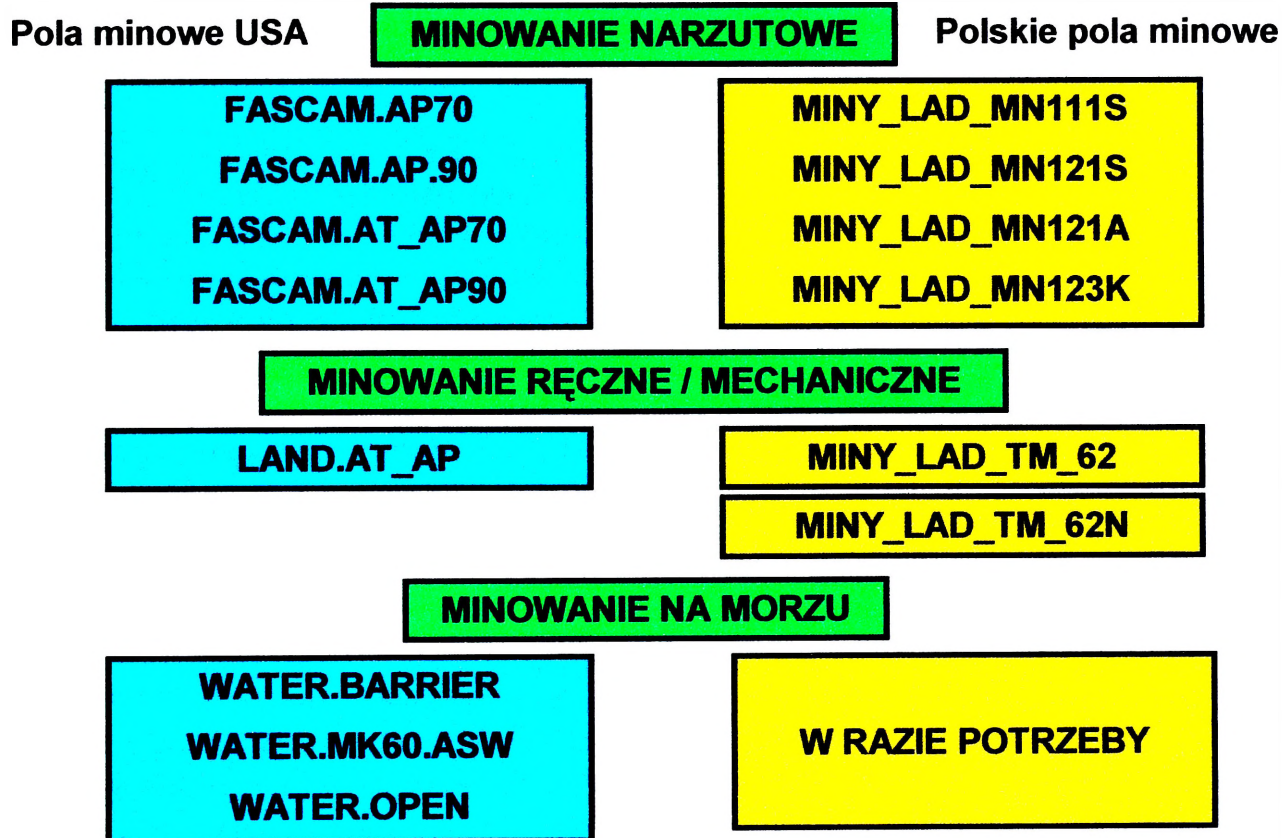 Pola minowe USA
MINOWANIE NARZUTOWE
Polskie pola minowe
FASCAM.AP70
FASCAM.AP.90
FASCAM.AT_AP70
FASCAM.AT_AP90
MINY_LAD_MN111S
MINY_LAD_MN121S
MINY_LAD_MN121A
MINY_LAD_MN123K
MINOWANIE RĘCZNE / MECHANICZNE
LAND.AT_AP
MINY_LAD_TM_62
MINY_LAD_TM_62N
MINOWANIE NA MORZU
WATER.BARRIER
WATER.MK60.ASW
WATER.OPEN
W RAZIE POTRZEBY